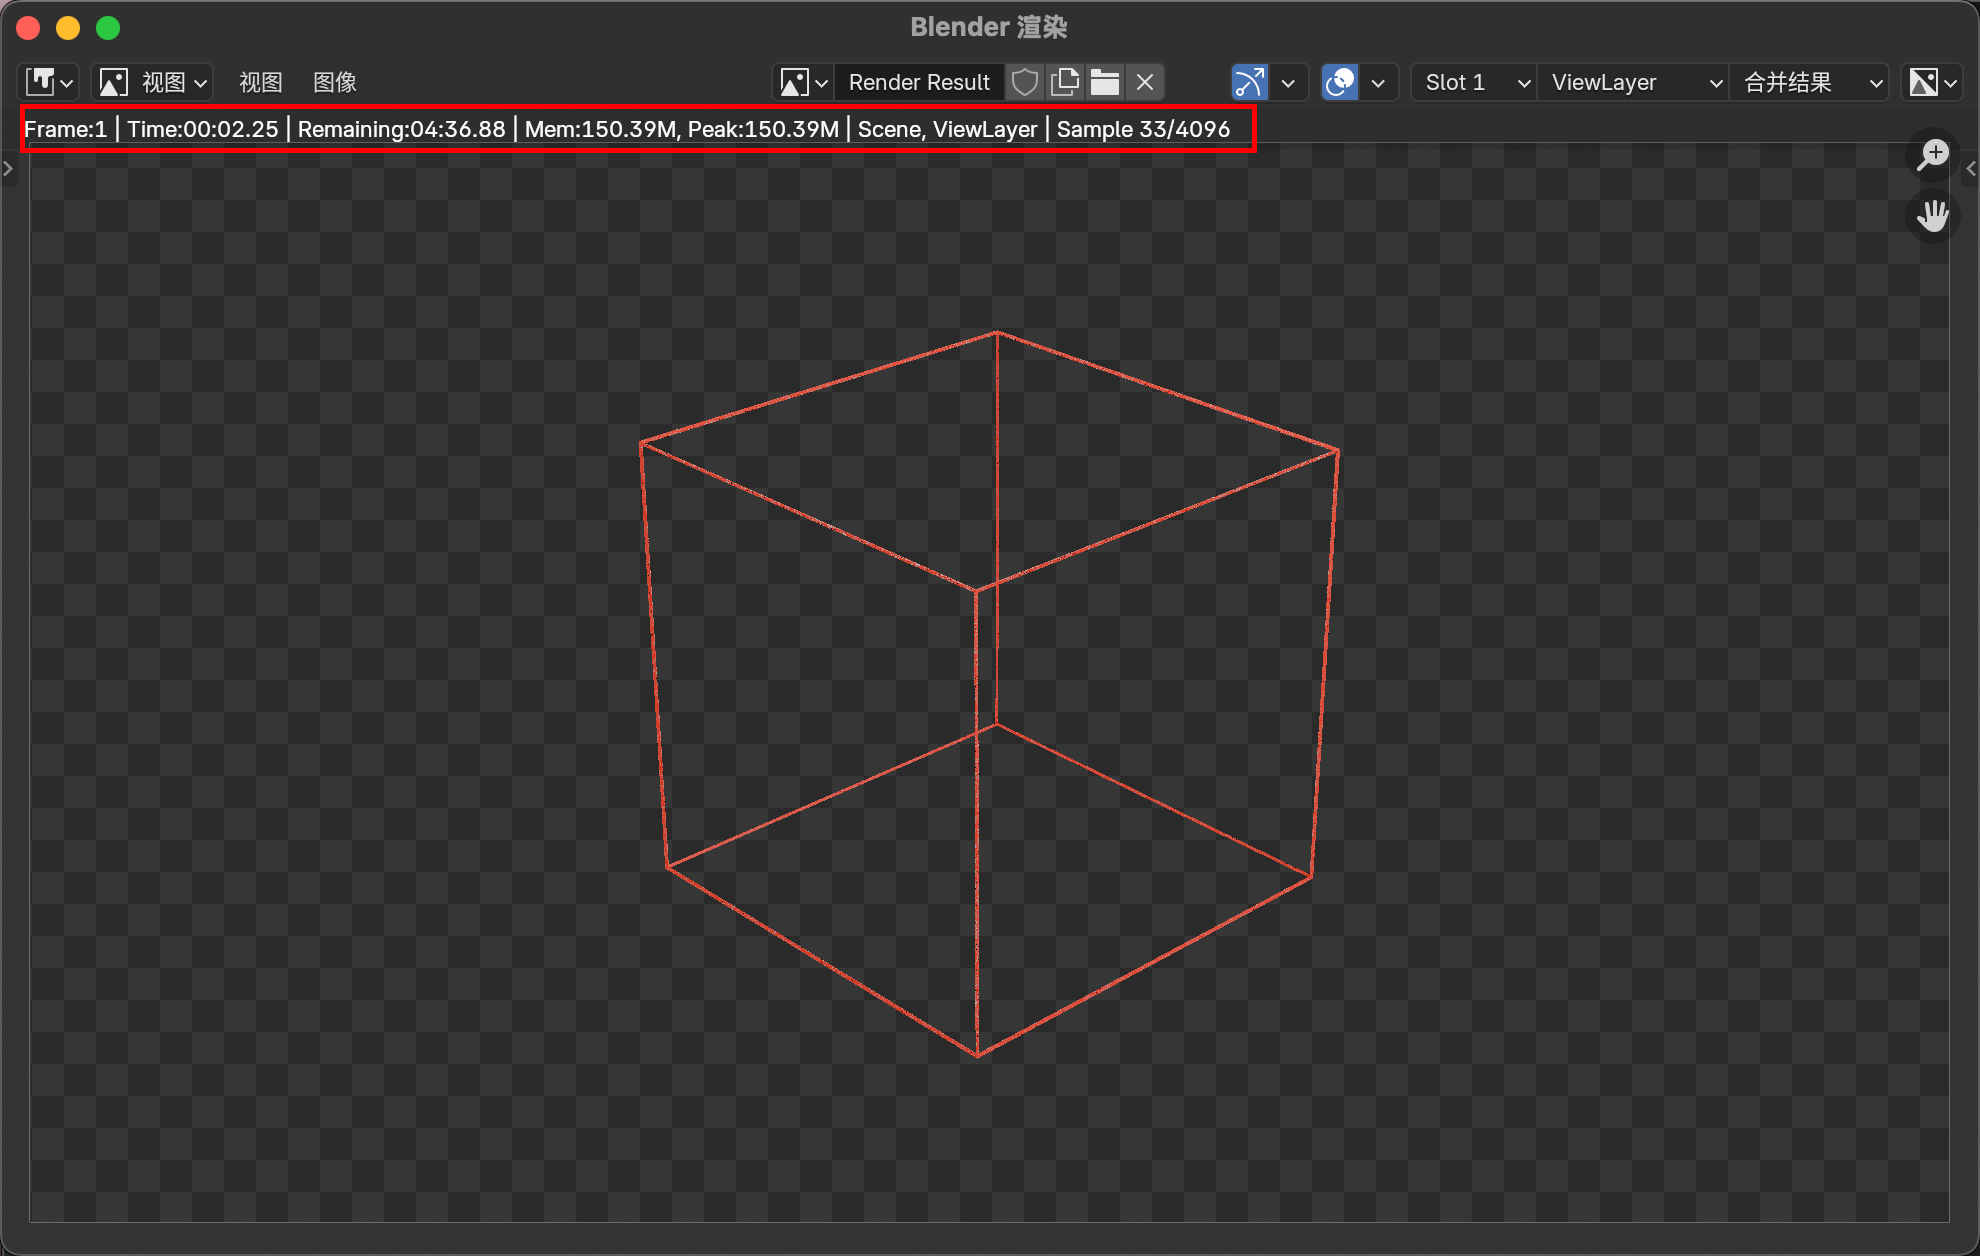 Blender 渲染
视图 视图 图像 Render Result Slot 1 ViewLayer 合并结果
Frame:1 | Time:00:02.25 | Remaining:04:36.88 | Mem:150.39M, Peak:150.39M | Scene, ViewLayer | Sample 33/4096